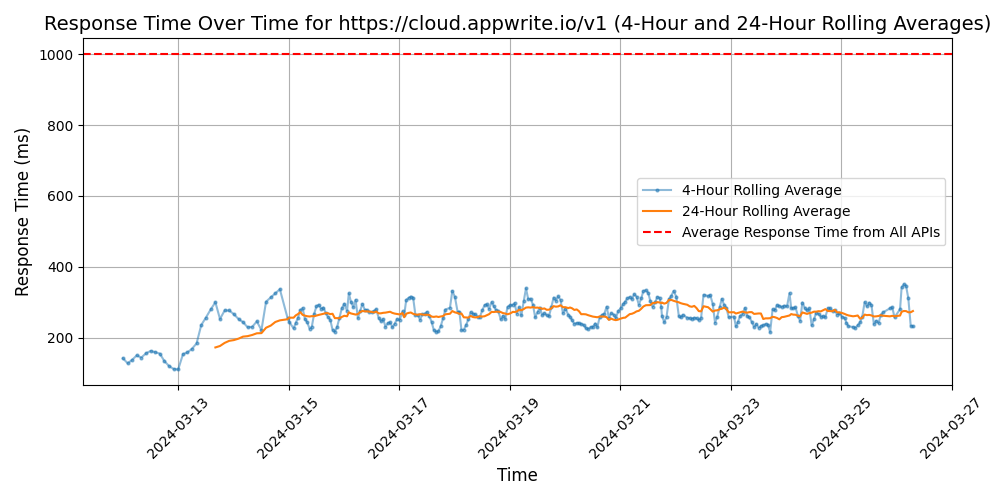 Response Time Over Time for https://cloud.appwrite.io/v1 (4-Hour and 24-Hour Rolling Averages)
Response Time (ms)
1000
800
600
400
200
4-Hour Rolling Average
24-Hour Rolling Average
Average Response Time from All APIs
2024-03-13
2024-03-15
2024-03-17
2024-03-19
2024-03-21
2024-03-23
2024-03-25
2024-03-27
Time